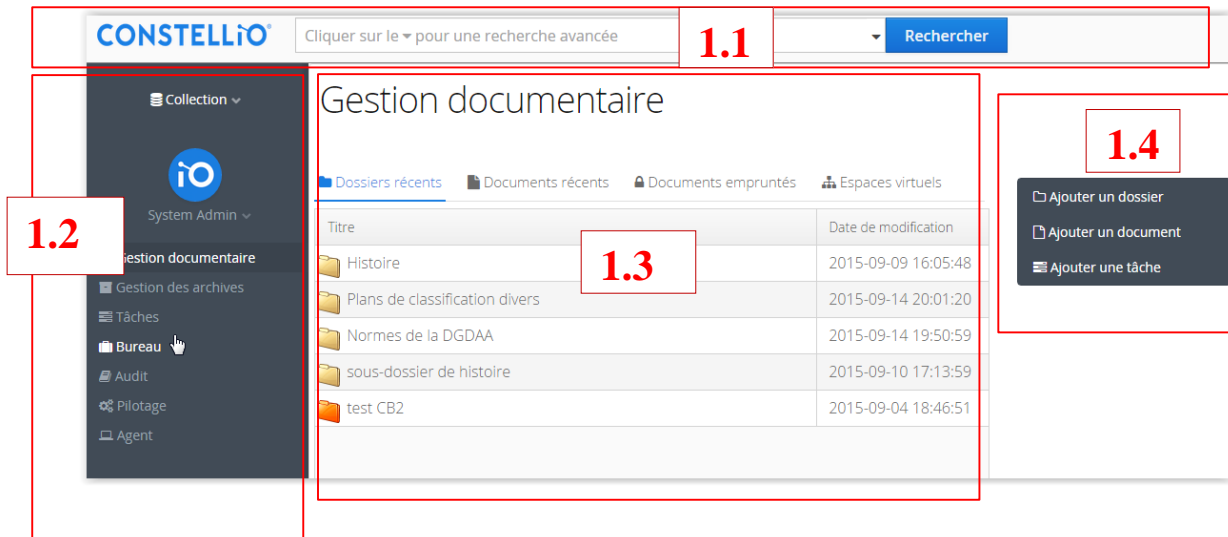 CONSTELLiO
Cliquer sur le ▾ pour une recherche avancée
Rechercher
1.1
Collection
System Admin
1.2
Gestion documentaire
Gestion des archives
Tâches
Bureau
Audit
Pilotage
Agent
Gestion documentaire
Dossiers récents Documents récents Documents empruntés Espaces virtuels
Titre Date de modification
Histoire 2015-09-09 16:05:48
Plans de classification divers 2015-09-14 20:01:20
Normes de la DGDAA 2015-09-14 19:50:59
sous-dossier de histoire 2015-09-10 17:13:59
test CB2 2015-09-04 18:46:51
1.3
1.4
Ajouter un dossier
Ajouter un document
Ajouter une tâche